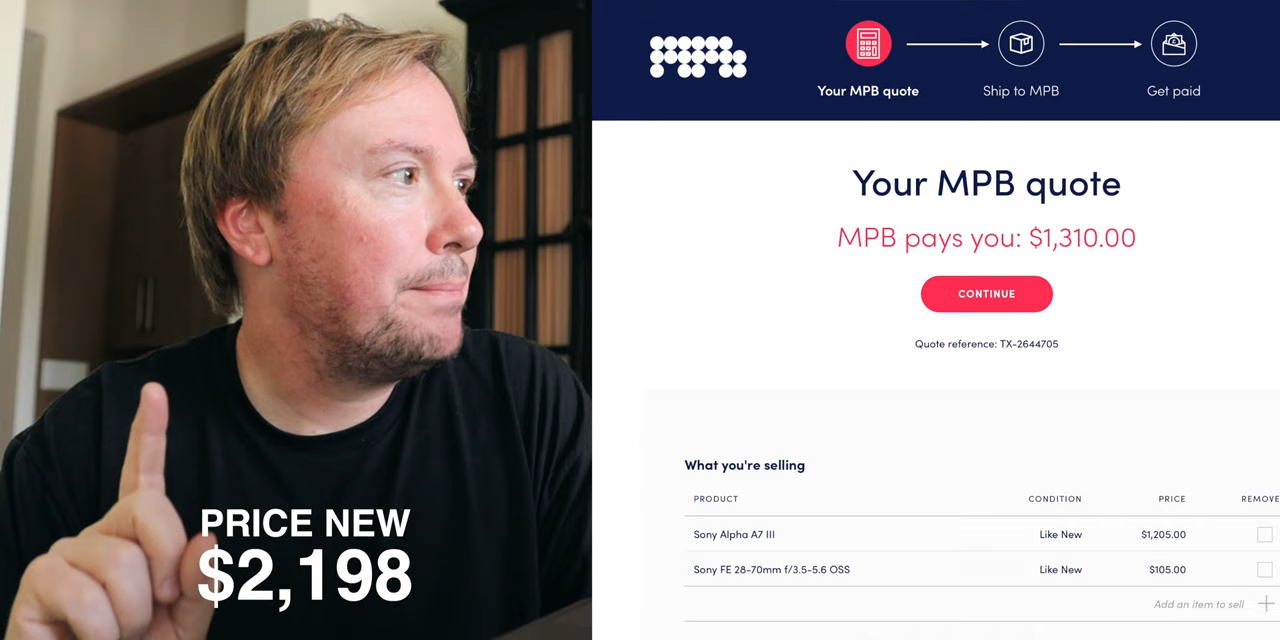 PRICE NEW
$2,198
Your MPB quote
Ship to MPB
Get paid
Your MPB quote
MPB pays you: $1,310.00
CONTINUE
Quote reference: TX-2644705
What you're selling
PRODUCT CONDITION PRICE REMOVE
Sony Alpha A7 III Like New $1,205.00
Sony FE 28-70mm f/3.5-5.6 OSS Like New $105.00
Add an item to sell